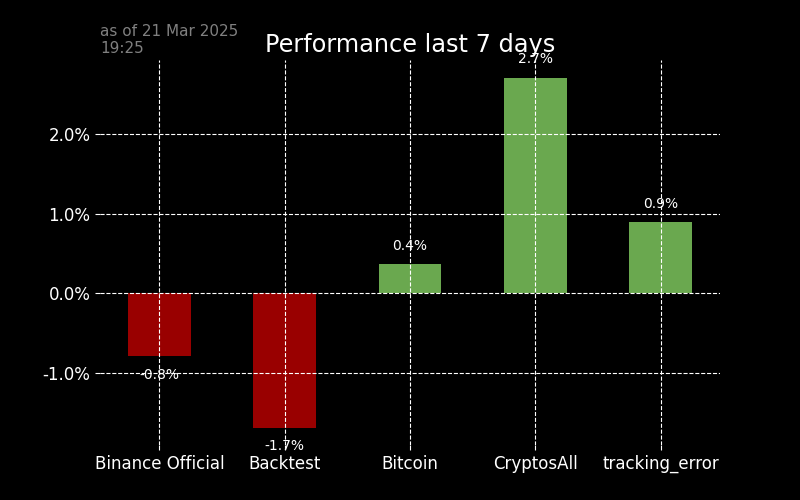 as of 21 Mar 2025
19:25
Performance last 7 days
2.7%
2.0%
1.0%
0.9%
0.4%
0.0%
-1.0%
-0.8%
-1.7%
Binance Official
Backtest
Bitcoin
CryptosAll
tracking_error